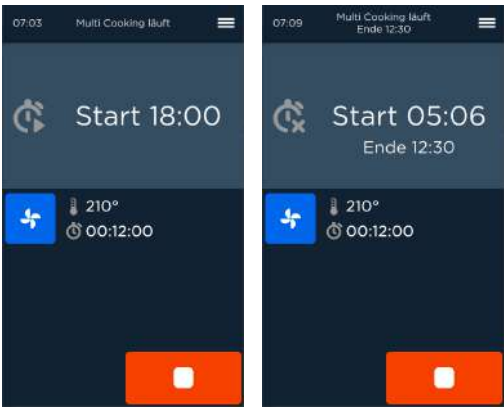 07:03 Multi Cooking läuft
Start 18:00
210°
00:12:00
07:09 Multi Cooking läuft
Ende 12:30
Start 05:06
Ende 12:30
210°
00:12:00